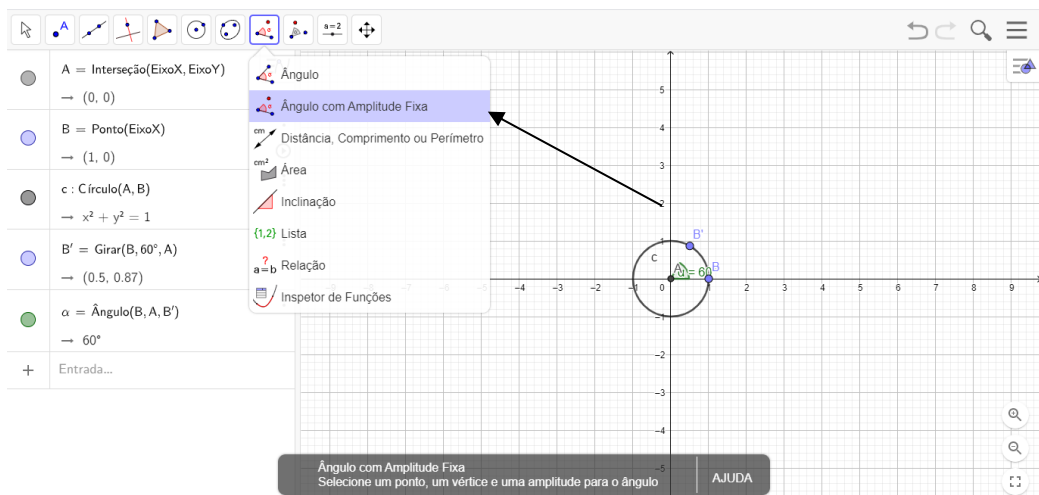 A
a=2
A = Interseção(EixoX, EixoY)
→ (0, 0)
B = Ponto(EixoX)
→ (1, 0)
c : Círculo(A, B)
→ x² + y² = 1
B′ = Girar(B, 60°, A)
→ (0.5, 0.87)
α = Ângulo(B, A, B′)
→ 60°
+ Entrada...
Ângulo
Ângulo com Amplitude Fixa
cm Distância, Comprimento ou Perímetro
cm² Área
Inclinação
{1,2} Lista
a=b ? Relação
Inspetor de Funções
5
4
3
2
1
B'
c
A
α = 60°
B
–4 –3 –2 –1 0 1 2 3 4 5 6 7 8 9
–1
–2
–3
–4
–5
Ângulo com Amplitude Fixa
Selecione um ponto, um vértice e uma amplitude para o ângulo
AJUDA